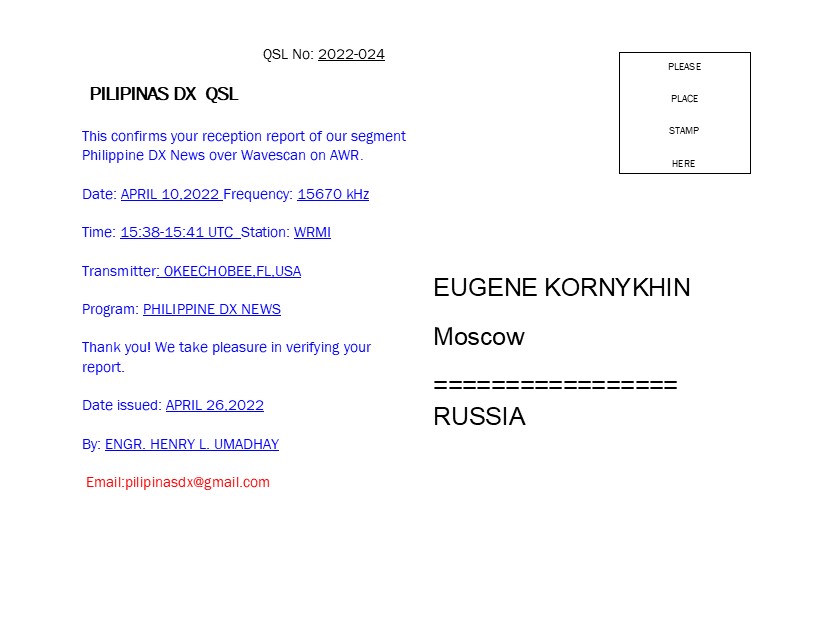 QSL No: 2022-024
PILIPINAS DX QSL
This confirms your reception report of our segment
Philippine DX News over Wavescan on AWR.
Date: APRIL 10,2022 Frequency: 15670 kHz
Time: 15:38-15:41 UTC Station: WRMI
Transmitter: OKEECHOBEE,FL,USA
Program: PHILIPPINE DX NEWS
Thank you! We take pleasure in verifying your
report.
Date issued: APRIL 26,2022
By: ENGR. HENRY L. UMADHAY
Email:pilipinasdx@gmail.com
PLEASE
PLACE
STAMP
HERE
EUGENE KORNYKHIN
Moscow
=================
RUSSIA